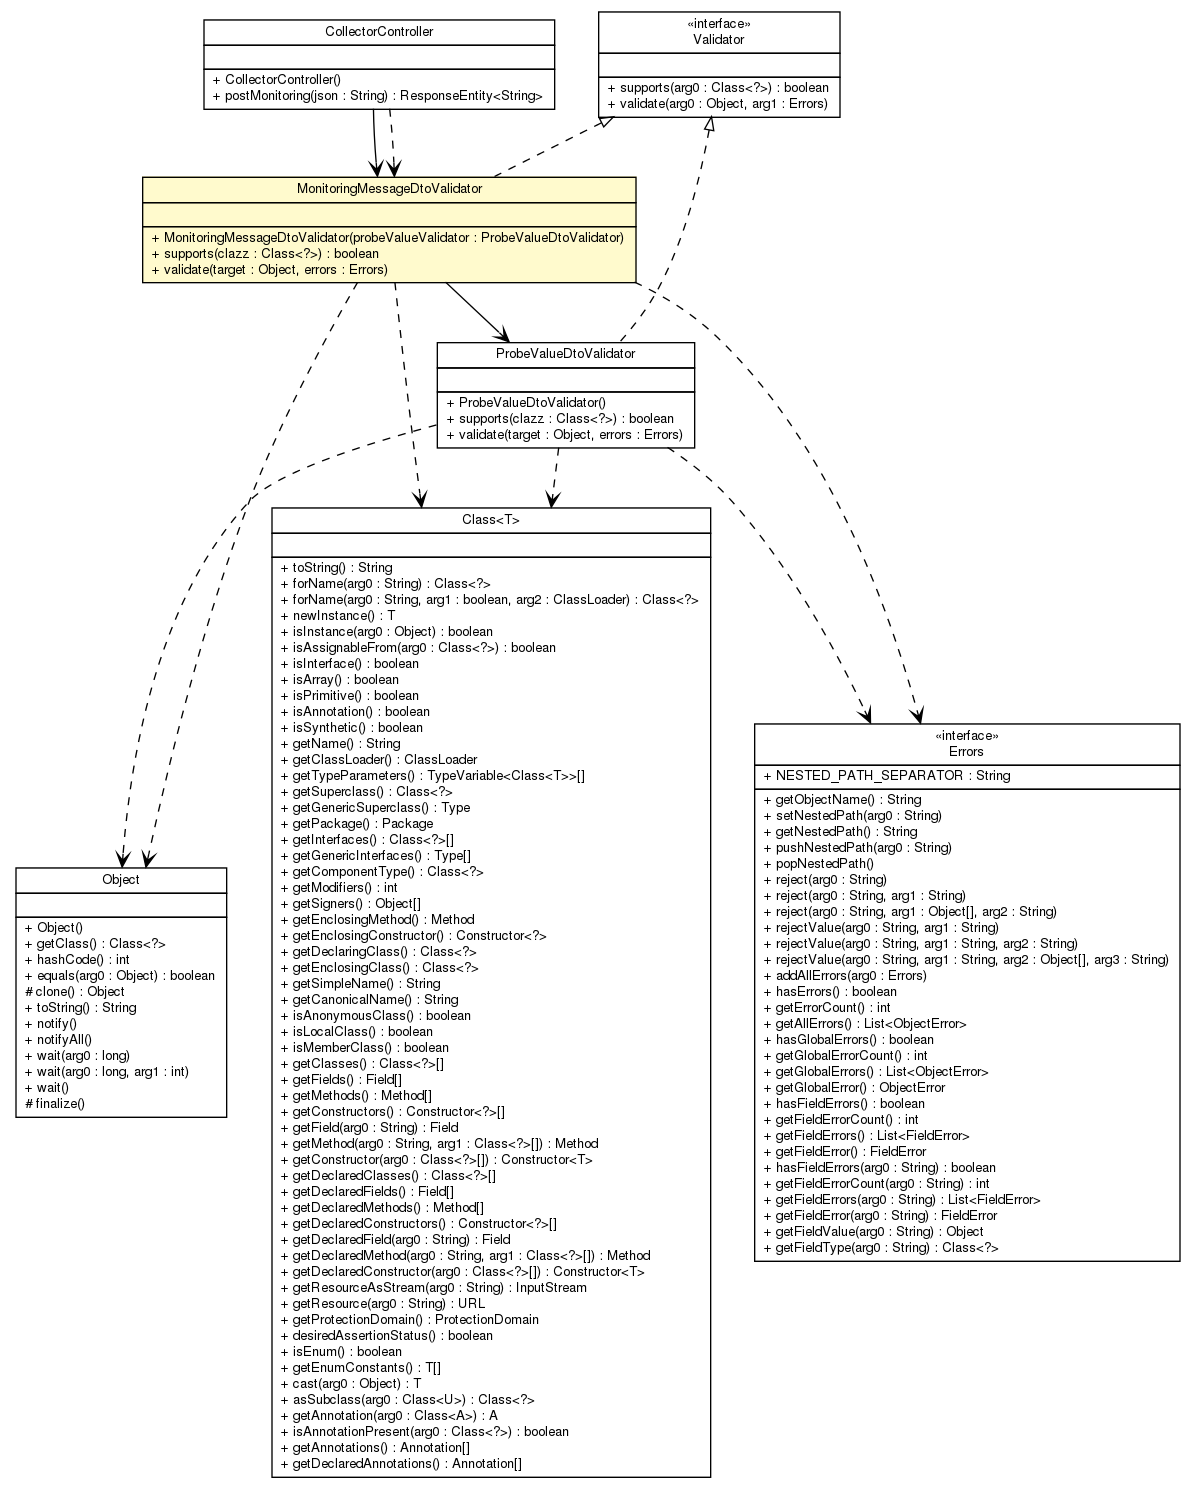 CollectorController
+ CollectorController()
+ postMonitoring(json : String) : ResponseEntity<String>
«interface»
Validator
+ supports(arg0 : Class<?>) : boolean
+ validate(arg0 : Object, arg1 : Errors)
MonitoringMessageDtoValidator
+ MonitoringMessageDtoValidator(probeValueValidator : ProbeValueDtoValidator)
+ supports(clazz : Class<?>) : boolean
+ validate(target : Object, errors : Errors)
ProbeValueDtoValidator
+ ProbeValueDtoValidator()
+ supports(clazz : Class<?>) : boolean
+ validate(target : Object, errors : Errors)
Class<T>
+ toString() : String
+ forName(arg0 : String) : Class<?>
+ forName(arg0 : String, arg1 : boolean, arg2 : ClassLoader) : Class<?>
+ newInstance() : T
+ isInstance(arg0 : Object) : boolean
+ isAssignableFrom(arg0 : Class<?>) : boolean
+ isInterface() : boolean
+ isArray() : boolean
+ isPrimitive() : boolean
+ isAnnotation() : boolean
+ isSynthetic() : boolean
+ getName() : String
+ getClassLoader() : ClassLoader
+ getTypeParameters() : TypeVariable<Class<T>>[]
+ getSuperclass() : Class<?>
+ getGenericSuperclass() : Type
+ getPackage() : Package
+ getInterfaces() : Class<?>[]
+ getGenericInterfaces() : Type[]
+ getComponentType() : Class<?>
+ getModifiers() : int
+ getSigners() : Object[]
+ getEnclosingMethod() : Method
+ getEnclosingConstructor() : Constructor<?>
+ getDeclaringClass() : Class<?>
+ getEnclosingClass() : Class<?>
+ getSimpleName() : String
+ getCanonicalName() : String
+ isAnonymousClass() : boolean
+ isLocalClass() : boolean
+ isMemberClass() : boolean
+ getClasses() : Class<?>[]
+ getFields() : Field[]
+ getMethods() : Method[]
+ getConstructors() : Constructor<?>[]
+ getField(arg0 : String) : Field
+ getMethod(arg0 : String, arg1 : Class<?>[]) : Method
+ getConstructor(arg0 : Class<?>[]) : Constructor<T>
+ getDeclaredClasses() : Class<?>[]
+ getDeclaredFields() : Field[]
+ getDeclaredMethods() : Method[]
+ getDeclaredConstructors() : Constructor<?>[]
+ getDeclaredField(arg0 : String) : Field
+ getDeclaredMethod(arg0 : String, arg1 : Class<?>[]) : Method
+ getDeclaredConstructor(arg0 : Class<?>[]) : Constructor<T>
+ getResourceAsStream(arg0 : String) : InputStream
+ getResource(arg0 : String) : URL
+ getProtectionDomain() : ProtectionDomain
+ desiredAssertionStatus() : boolean
+ isEnum() : boolean
+ getEnumConstants() : T[]
+ cast(arg0 : Object) : T
+ asSubclass(arg0 : Class<U>) : Class<?>
+ getAnnotation(arg0 : Class<A>) : A
+ isAnnotationPresent(arg0 : Class<?>) : boolean
+ getAnnotations() : Annotation[]
+ getDeclaredAnnotations() : Annotation[]
«interface»
Errors
+ NESTED_PATH_SEPARATOR : String
+ getObjectName() : String
+ setNestedPath(arg0 : String)
+ getNestedPath() : String
+ pushNestedPath(arg0 : String)
+ popNestedPath()
+ reject(arg0 : String)
+ reject(arg0 : String, arg1 : String)
+ reject(arg0 : String, arg1 : Object[], arg2 : String)
+ rejectValue(arg0 : String, arg1 : String)
+ rejectValue(arg0 : String, arg1 : String, arg2 : String)
+ rejectValue(arg0 : String, arg1 : String, arg2 : Object[], arg3 : String)
+ addAllErrors(arg0 : Errors)
+ hasErrors() : boolean
+ getErrorCount() : int
+ getAllErrors() : List<ObjectError>
+ hasGlobalErrors() : boolean
+ getGlobalErrorCount() : int
+ getGlobalErrors() : List<ObjectError>
+ getGlobalError() : ObjectError
+ hasFieldErrors() : boolean
+ getFieldErrorCount() : int
+ getFieldErrors() : List<FieldError>
+ getFieldError() : FieldError
+ hasFieldErrors(arg0 : String) : boolean
+ getFieldErrorCount(arg0 : String) : int
+ getFieldErrors(arg0 : String) : List<FieldError>
+ getFieldError(arg0 : String) : FieldError
+ getFieldValue(arg0 : String) : Object
+ getFieldType(arg0 : String) : Class<?>
Object
+ Object()
+ getClass() : Class<?>
+ hashCode() : int
+ equals(arg0 : Object) : boolean
# clone() : Object
+ toString() : String
+ notify()
+ notifyAll()
+ wait(arg0 : long)
+ wait(arg0 : long, arg1 : int)
+ wait()
# finalize()